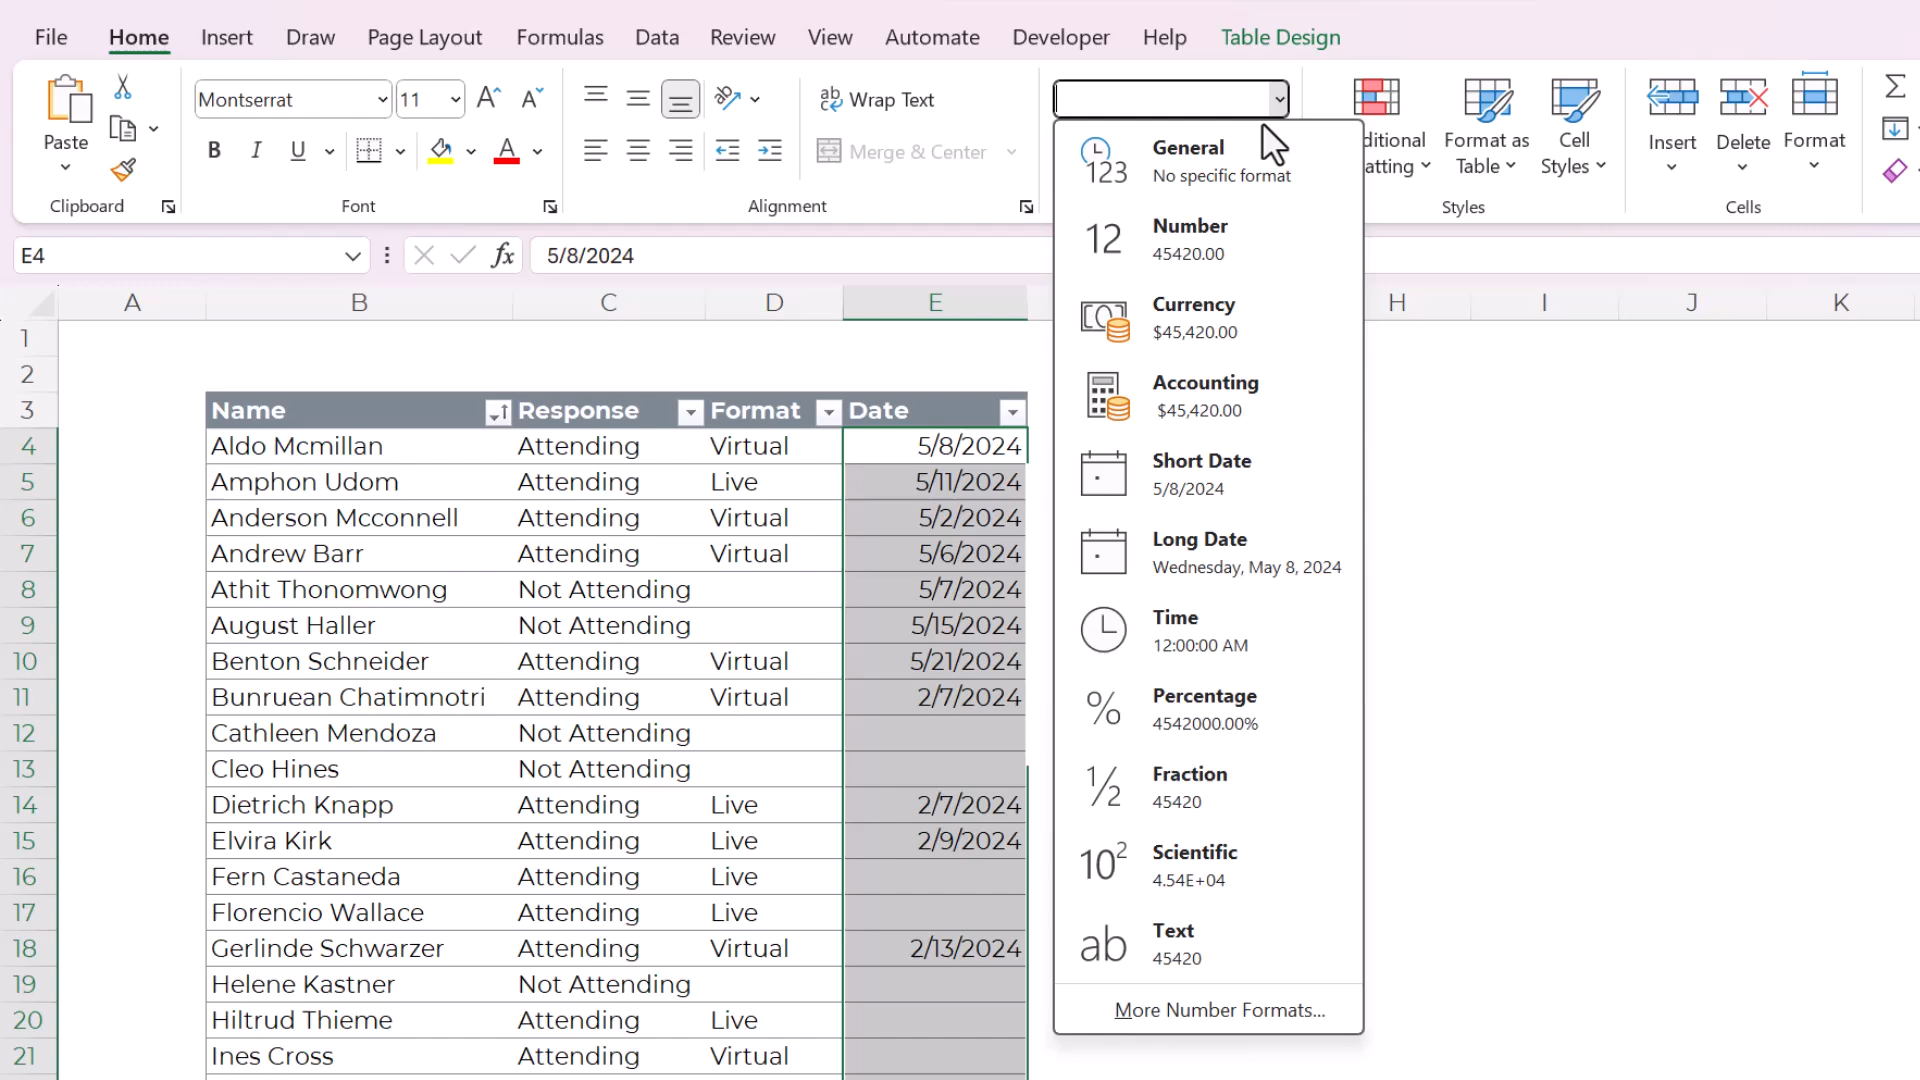 File Home Insert Draw Page Layout Formulas Data Review View Automate Developer Help Table Design
Paste
Montserrat 11 A A
B I U A
ab Wrap Text
Merge & Center
ditional
atting
Format as
Table
Cell
Styles
Insert Delete Format
Clipboard Font Alignment Styles Cells
E4 fx 5/8/2024
General
No specific format
123
Number
45420.00
12
Currency
$45,420.00
Accounting
$45,420.00
Short Date
5/8/2024
Long Date
Wednesday, May 8, 2024
Time
12:00:00 AM
Percentage
4542000.00%
%
Fraction
45420
½
Scientific
4.54E+04
10²
Text
45420
ab
More Number Formats...
A B C D E H I J K
1
2
3 Name Response Format Date
4 Aldo Mcmillan Attending Virtual 5/8/2024
5 Amphon Udom Attending Live 5/11/2024
6 Anderson Mcconnell Attending Virtual 5/2/2024
7 Andrew Barr Attending Virtual 5/6/2024
8 Athit Thonomwong Not Attending 5/7/2024
9 August Haller Not Attending 5/15/2024
10 Benton Schneider Attending Virtual 5/21/2024
11 Bunruean Chatimnotri Attending Virtual 2/7/2024
12 Cathleen Mendoza Not Attending
13 Cleo Hines Not Attending
14 Dietrich Knapp Attending Live 2/7/2024
15 Elvira Kirk Attending Live 2/9/2024
16 Fern Castaneda Attending Live
17 Florencio Wallace Attending Live
18 Gerlinde Schwarzer Attending Virtual 2/13/2024
19 Helene Kastner Not Attending
20 Hiltrud Thieme Attending Live
21 Ines Cross Attending Virtual